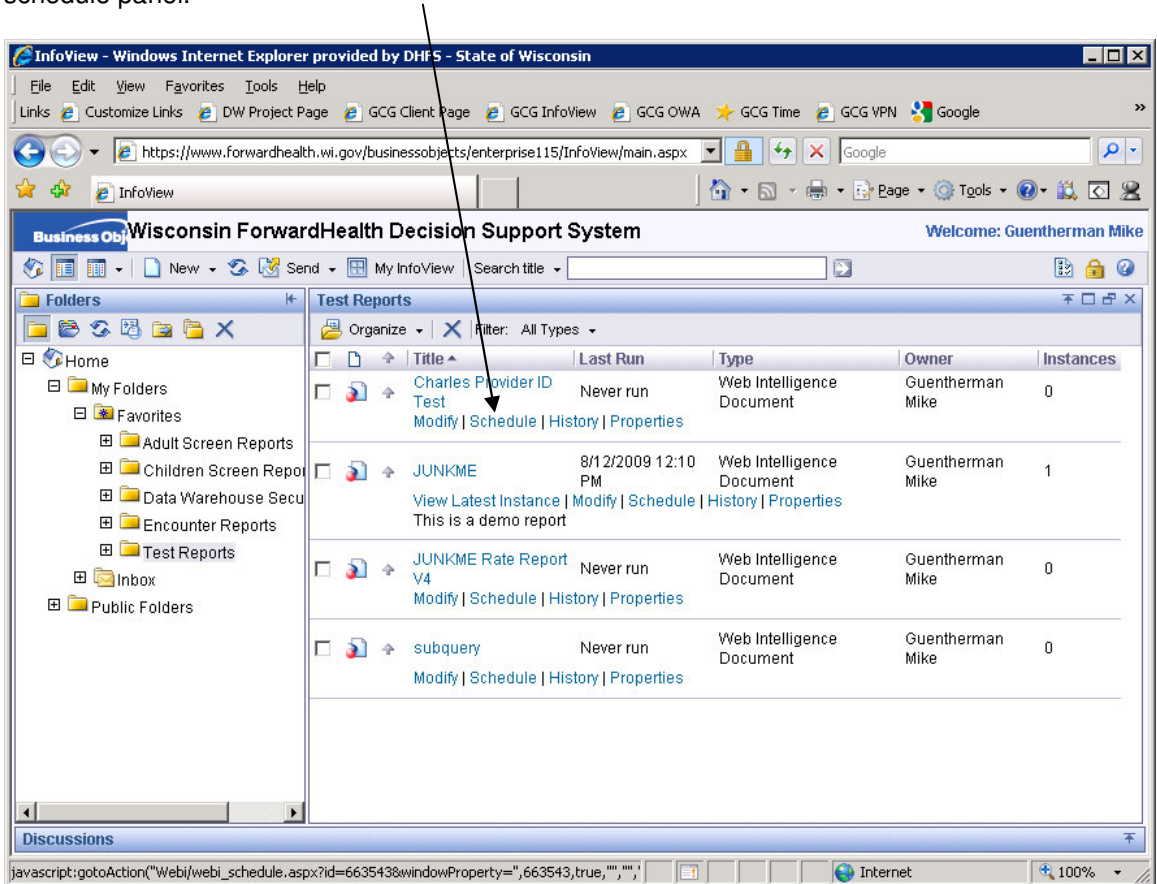 schedule panel.
InfoView - Windows Internet Explorer provided by DHFS - State of Wisconsin
File Edit View Favorites Tools Help
Links Customize Links DW Project Page GCG Client Page GCG InfoView GCG OWA GCG Time GCG VPN Google »
https://www.forwardhealth.wi.gov/businessobjects/enterprise115/InfoView/main.aspx Google
InfoView Page Tools
Business Obj Wisconsin ForwardHealth Decision Support System Welcome: Guentherman Mike
New Send My InfoView Search title
Folders Test Reports
Organize Filter: All Types
Home
My Folders
Favorites
Adult Screen Reports
Children Screen Repor
Data Warehouse Secu
Encounter Reports
Test Reports
Inbox
Public Folders
Title Last Run Type Owner Instances
Charles Provider ID Test Never run Web Intelligence Document Guentherman Mike 0
Modify | Schedule | History | Properties
JUNKME 8/12/2009 12:10 PM Web Intelligence Document Guentherman Mike 1
View Latest Instance | Modify | Schedule | History | Properties
This is a demo report
JUNKME Rate Report V4 Never run Web Intelligence Document Guentherman Mike 0
Modify | Schedule | History | Properties
subquery Never run Web Intelligence Document Guentherman Mike 0
Modify | Schedule | History | Properties
Discussions
javascript:gotoAction("Webi/webi_schedule.aspx?id=663543&windowProperty=",663543,true,"","",' Internet 100%